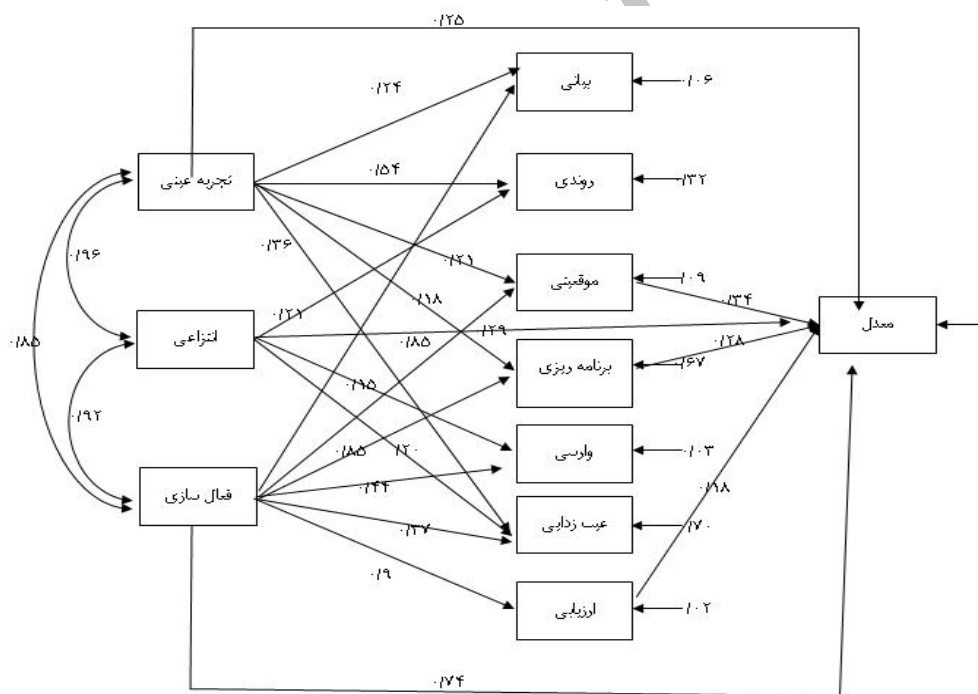 ۰/۲۵
بیانی
۰/۰۶
۰/۲۴
تجربه عینی
۰/۵۴
روندی
۰/۳۲
۰/۳۶
۰/۹۶
۰/۲۱
موقعیتی
۰/۰۹
۰/۳۴
۰/۱۸
۰/۲۱
انتزاعی
۰/۲۹
معدل
۰/۸۵
۰/۸۵
۰/۲۸
برنامه ریزی
۰/۶۷
۰/۱۵
۰/۹۲
وارسی
۰/۰۳
۰/۸۵
۰/۲۰
فعال سازی
۰/۴۴
۰/۱۸
عیب زدایی
۰/۷۰
۰/۳۷
۰/۹
ارزیابی
۰/۰۲
۰/۷۴